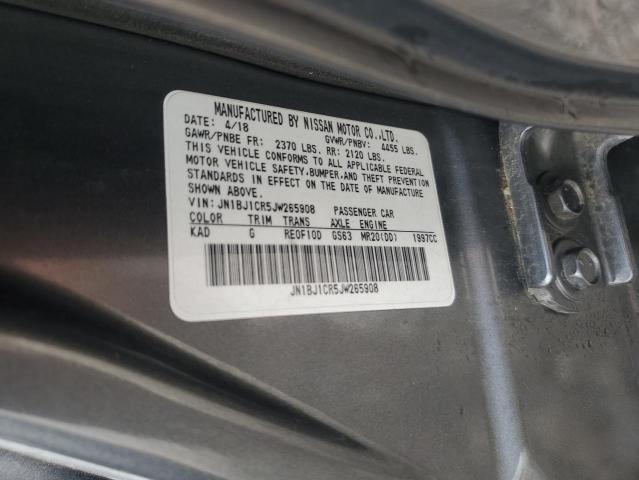 MANUFACTURED BY NISSAN MOTOR CO.,LTD.
DATE: 4/18 GVWR/PNBV: 4455 LBS.
GAWR/PNBE FR: 2370 LBS. RR: 2120 LBS.
THIS VEHICLE CONFORMS TO ALL APPLICABLE FEDERAL
MOTOR VEHICLE SAFETY,BUMPER,AND THEFT PREVENTION
STANDARDS IN EFFECT ON THE DATE OF MANUFACTURE
SHOWN ABOVE.
VIN: JN1BJ1CR5JW265908 PASSENGER CAR
COLOR TRIM TRANS AXLE ENGINE
KAD G RE0F10D GS63 MR20(DD) 1997CC
JN1BJ1CR5JW265908